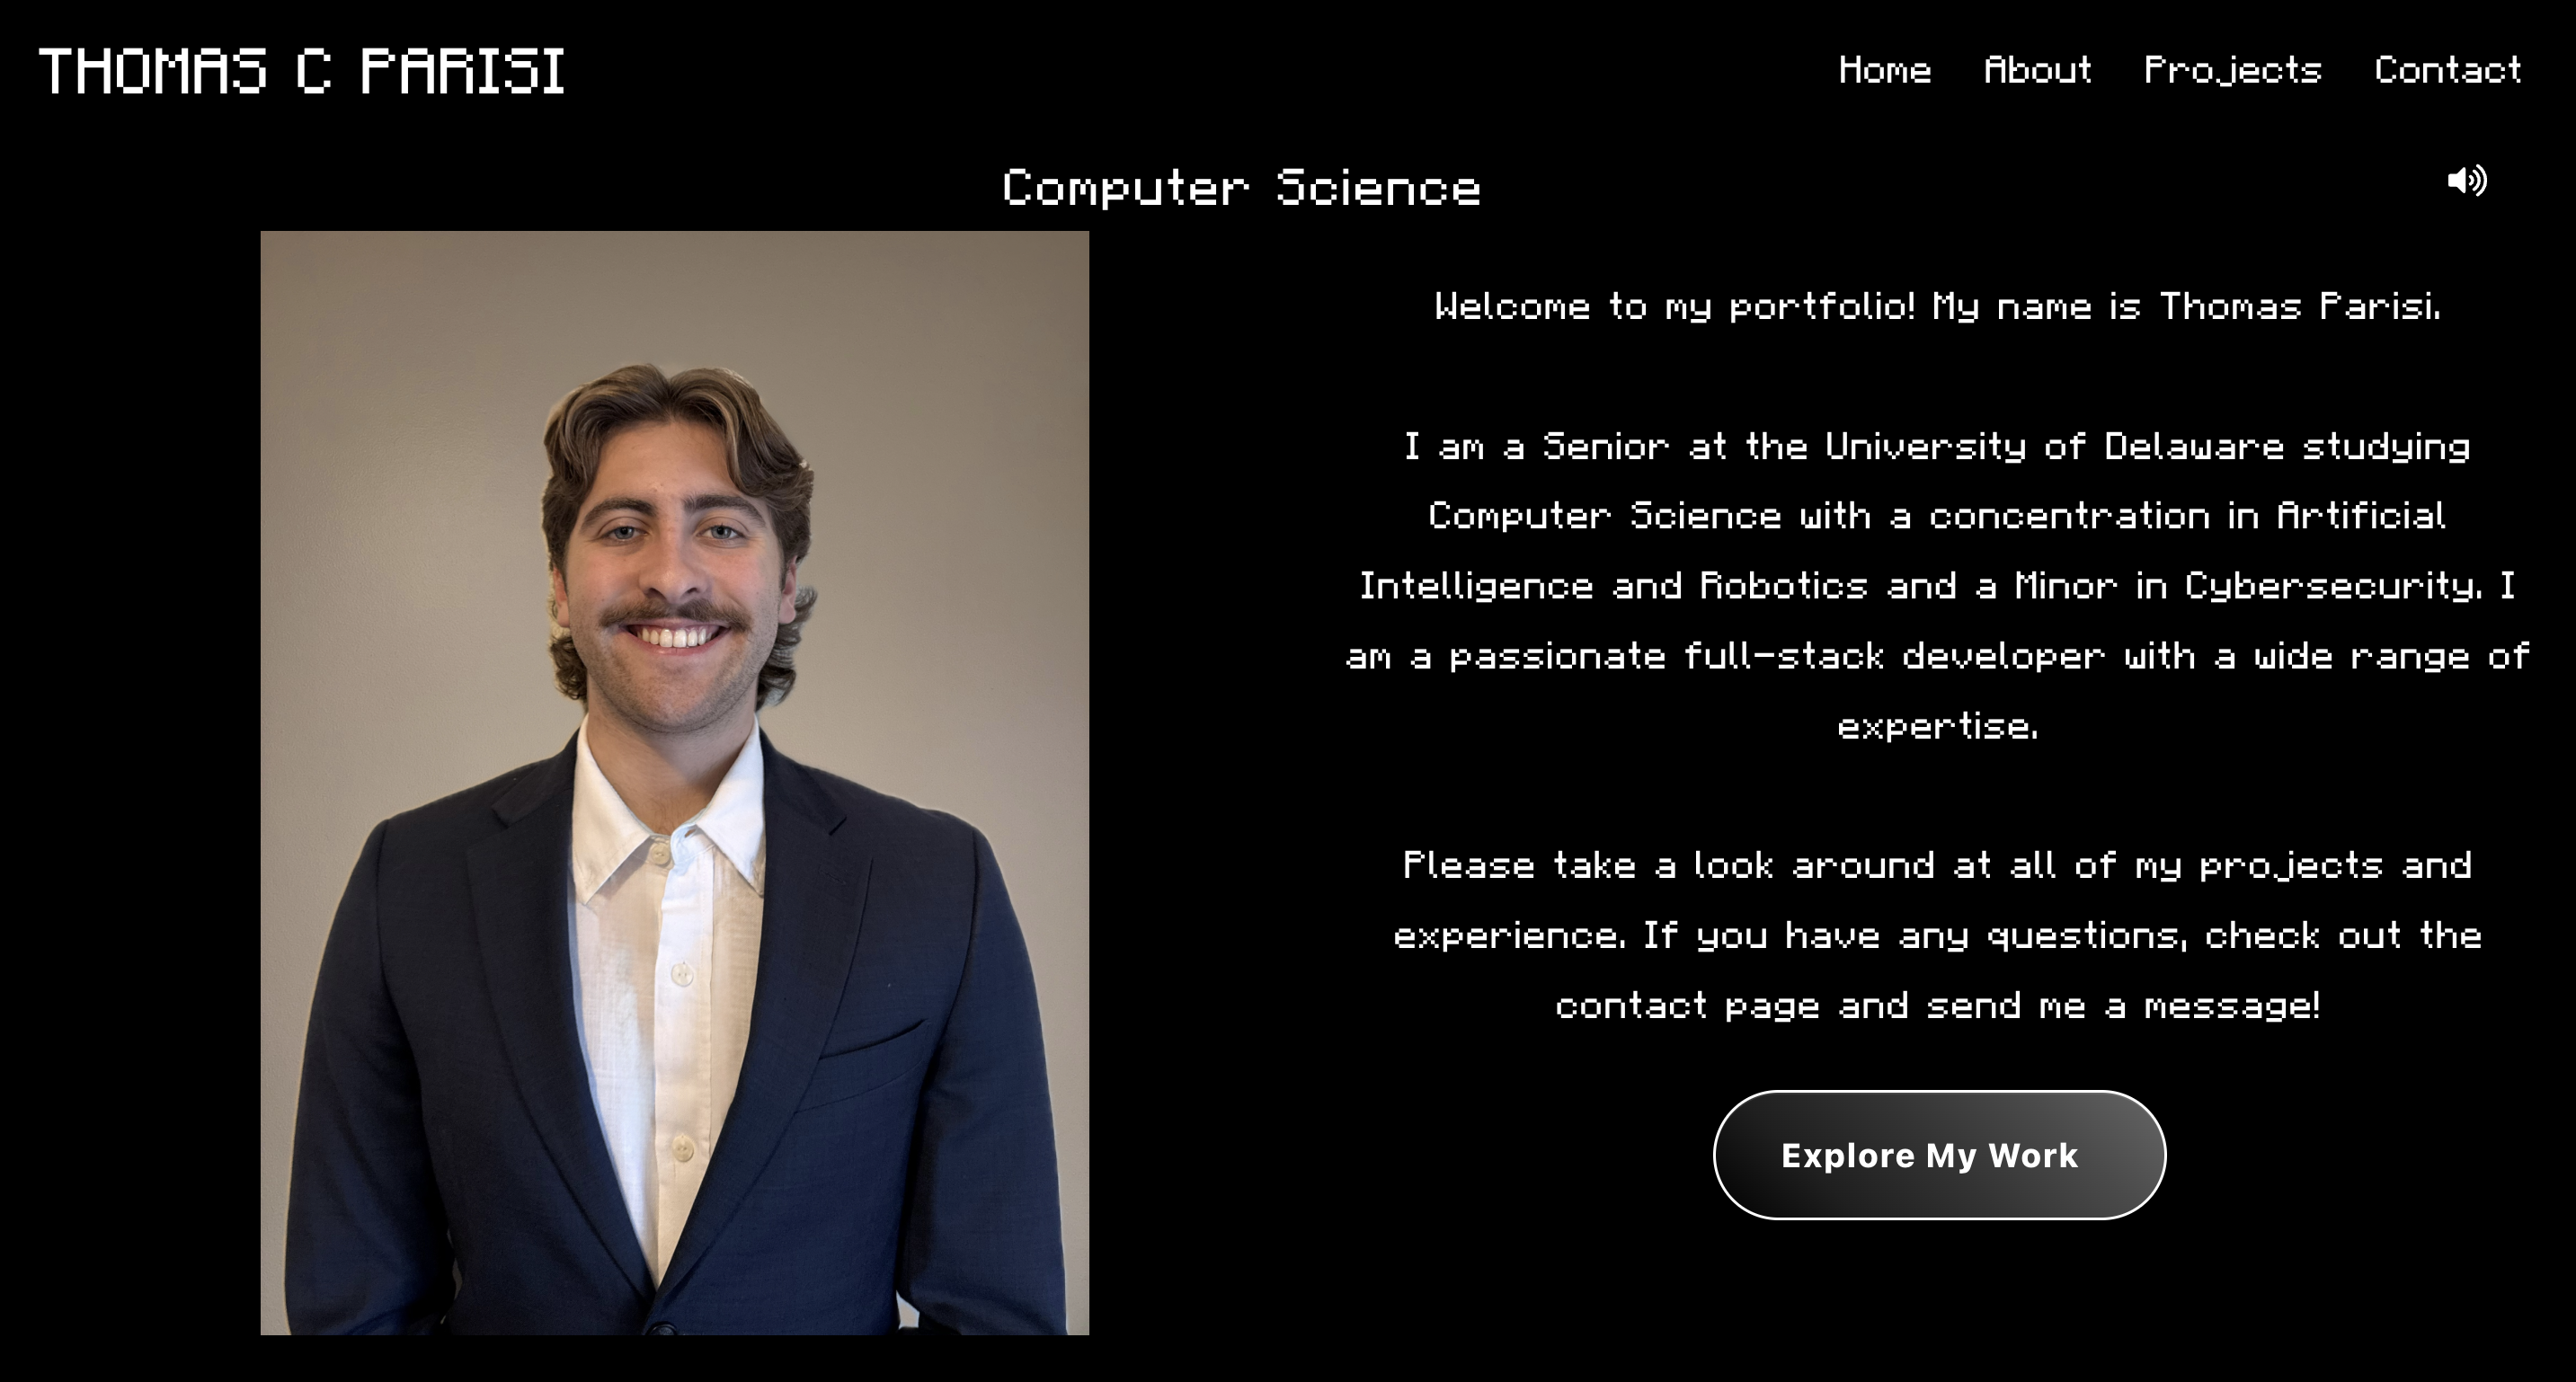 THOMAS C PARISI
Home About Projects Contact
Computer Science
Welcome to my portfolio! My name is Thomas Parisi.
I am a Senior at the University of Delaware studying
Computer Science with a concentration in Artificial
Intelligence and Robotics and a Minor in Cybersecurity. I
am a passionate full-stack developer with a wide range of
expertise.
Please take a look around at all of my projects and
experience. If you have any questions, check out the
contact page and send me a message!
Explore My Work